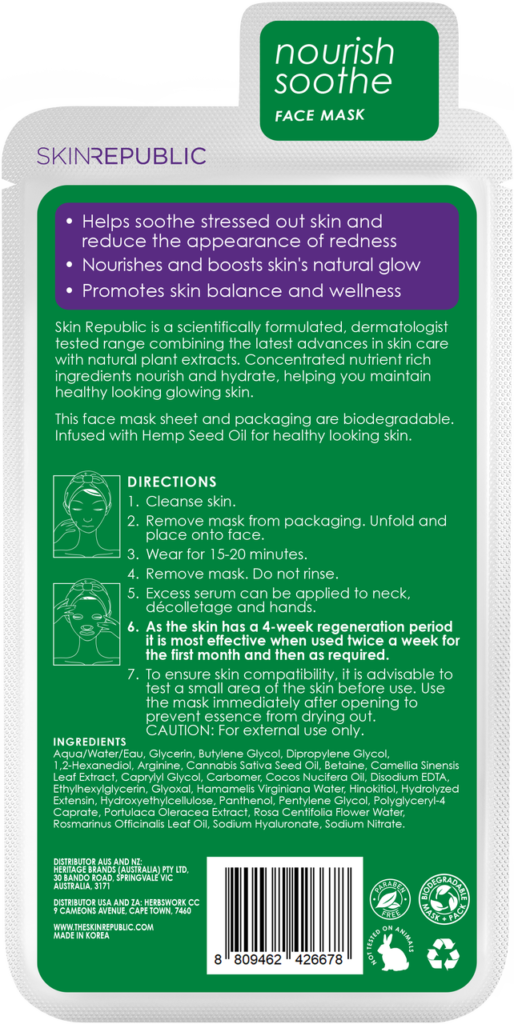 nourish
soothe
FACE MASK
SKINREPUBLIC
• Helps soothe stressed out skin and
reduce the appearance of redness
• Nourishes and boosts skin's natural glow
• Promotes skin balance and wellness
Skin Republic is a scientifically formulated, dermatologist
tested range combining the latest advances in skin care
with natural plant extracts. Concentrated nutrient rich
ingredients nourish and hydrate, helping you maintain
healthy looking glowing skin.
This face mask sheet and packaging are biodegradable.
Infused with Hemp Seed Oil for healthy looking skin.
DIRECTIONS
1. Cleanse skin.
2. Remove mask from packaging. Unfold and
place onto face.
3. Wear for 15-20 minutes.
4. Remove mask. Do not rinse.
5. Excess serum can be applied to neck,
décolletage and hands.
6. As the skin has a 4-week regeneration period
it is most effective when used twice a week for
the first month and then as required.
7. To ensure skin compatibility, it is advisable to
test a small area of the skin before use. Use
the mask immediately after opening to
prevent essence from drying out.
CAUTION: For external use only.
INGREDIENTS
Aqua/Water/Eau, Glycerin, Butylene Glycol, Dipropylene Glycol,
1,2-Hexanediol, Arginine, Cannabis Sativa Seed Oil, Betaine, Camellia Sinensis
Leaf Extract, Caprylyl Glycol, Carbomer, Cocos Nucifera Oil, Disodium EDTA,
Ethylhexylglycerin, Glyoxal, Hamamelis Virginiana Water, Hinokitiol, Hydrolyzed
Extensin, Hydroxyethylcellulose, Panthenol, Pentylene Glycol, Polyglyceryl-4
Caprate, Portulaca Oleracea Extract, Rosa Centifolia Flower Water,
Rosmarinus Officinalis Leaf Oil, Sodium Hyaluronate, Sodium Nitrate.
DISTRIBUTOR AUS AND NZ:
HERITAGE BRANDS (AUSTRALIA) PTY LTD.
30 BANDO ROAD, SPRINGVALE VIC
AUSTRALIA, 3171
DISTRIBUTOR USA AND ZA: HERBSWORK CC
9 CAMEONS AVENUE, CAPE TOWN, 7460
WWW.THESKINREPUBLIC.COM
MADE IN KOREA
8 809462 426678
• PARABEN •
FREE
BIODEGRADABLE
MASK + PACK
NOT TESTED ON ANIMALS